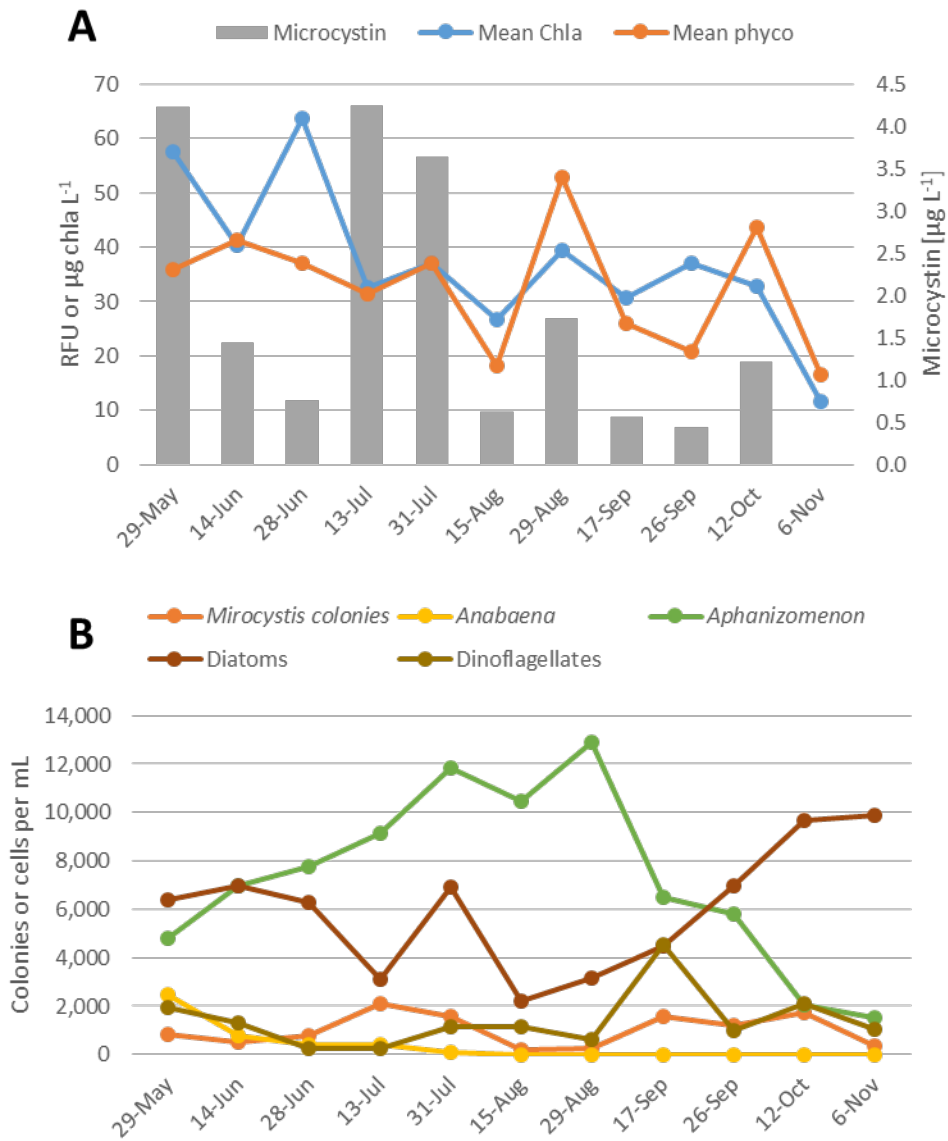 A
Microcystin Mean Chla Mean phyco
70 4.5
60 4.0
50 3.5
40 3.0
30 2.5
20 2.0
10 1.5
0 1.0
0.5
0.0
RFU or µg chla L-1
Microcystin [µg L-1]
29-May 14-Jun 28-Jun 13-Jul 31-Jul 15-Aug 29-Aug 17-Sep 26-Sep 12-Oct 6-Nov
B
Mirocystis colonies Anabaena Aphanizomenon
Diatoms Dinoflagellates
Colonies or cells per mL
14,000
12,000
10,000
8,000
6,000
4,000
2,000
0
29-May 14-Jun 28-Jun 13-Jul 31-Jul 15-Aug 29-Aug 17-Sep 26-Sep 12-Oct 6-Nov